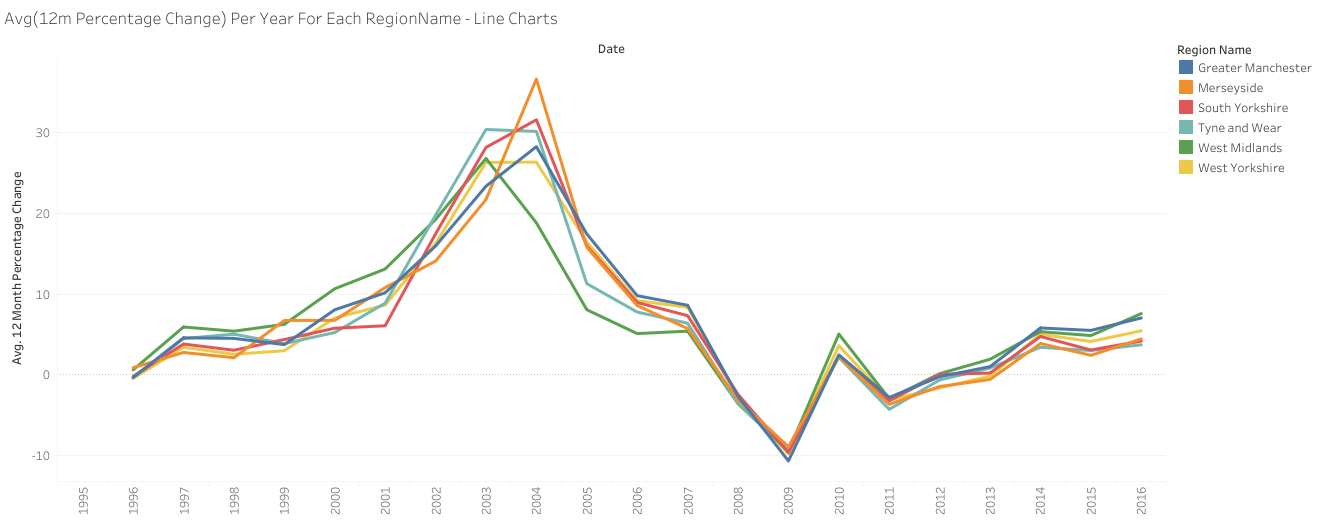 Avg(12m Percentage Change) Per Year For Each RegionName - Line Charts
Date
Region Name
Greater Manchester
Merseyside
South Yorkshire
Tyne and Wear
West Midlands
West Yorkshire
Avg. 12 Month Percentage Change
30
20
10
0
-10
1995
1996
1997
1998
1999
2000
2001
2002
2003
2004
2005
2006
2007
2008
2009
2010
2011
2012
2013
2014
2015
2016